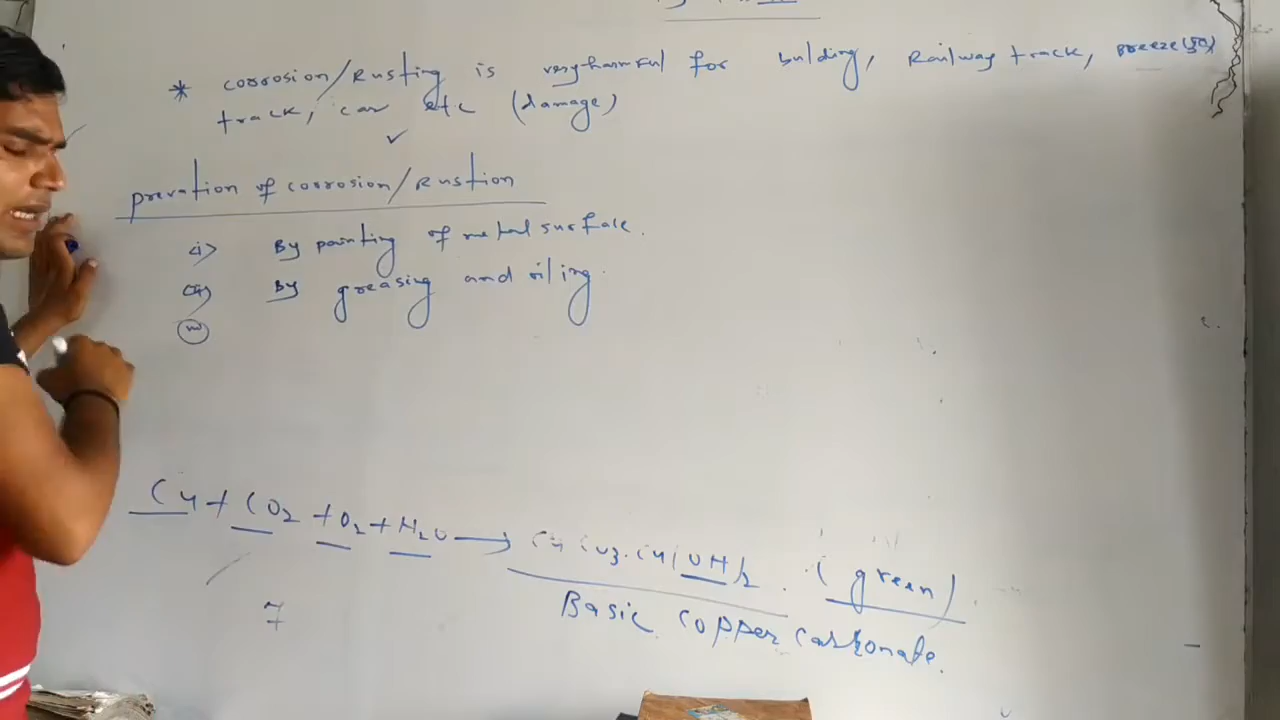 * corrosion/Rusting is very harmful for bulding, Railway track, Breeze
track, car etc (damage)
prevation of corrosion/Rustion
(i) By painting of metal surface.
(ii) By greasing and oiling.
(iii)
Cu + CO2 + O2 + H2O → CuCO3.Cu(OH)2. (green)
Basic copper carbonate.